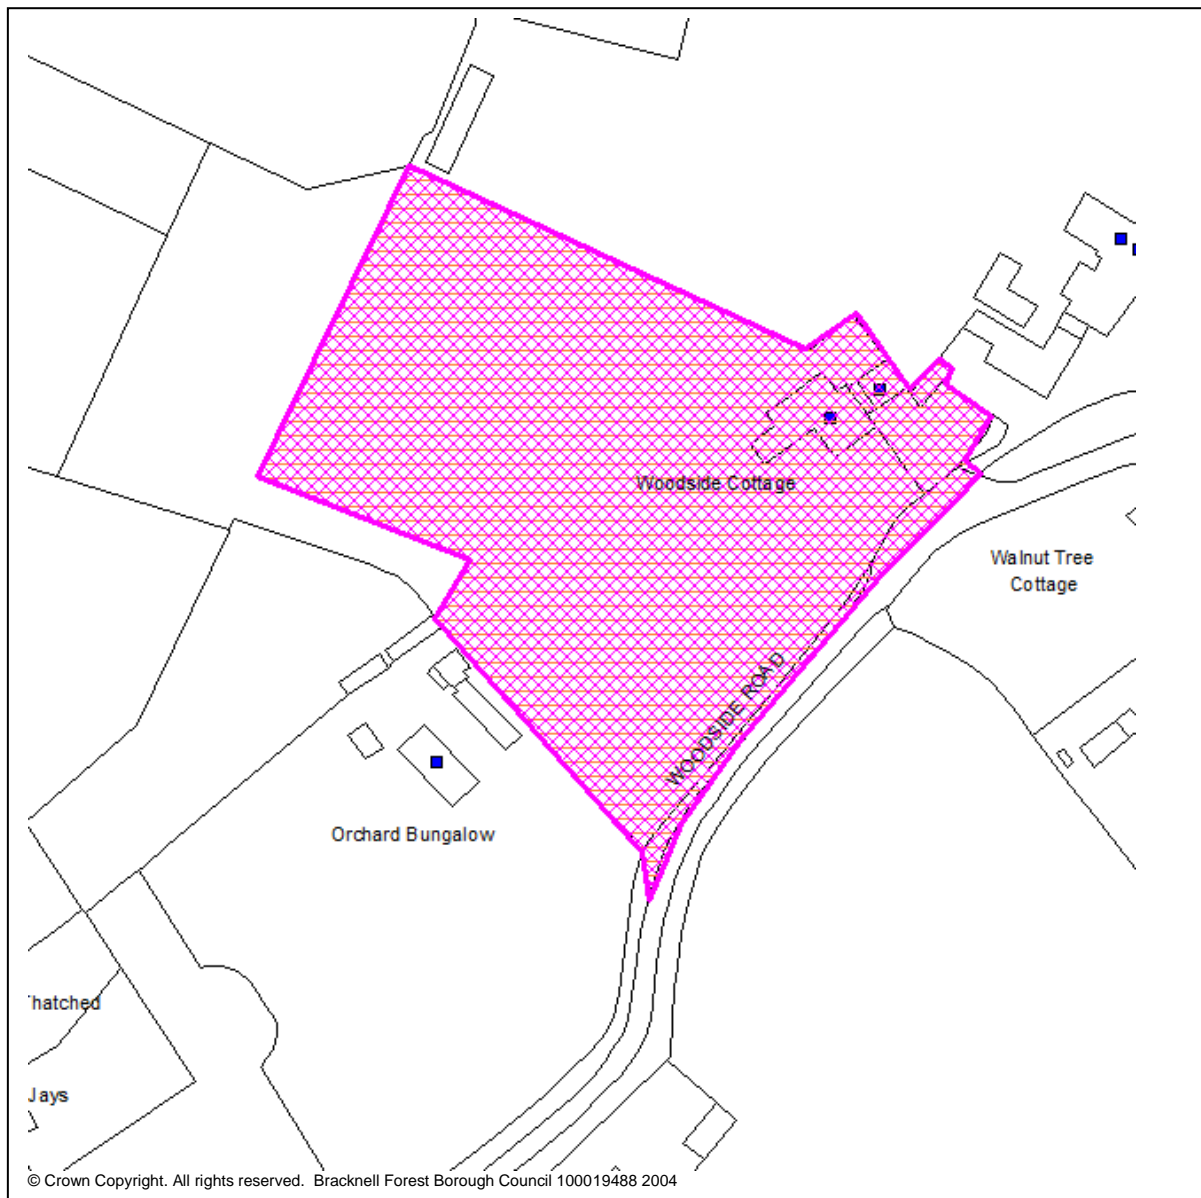 Woodside Cottage
Walnut Tree
Cottage
WOODSIDE ROAD
Orchard Bungalow
hatched
Jays
© Crown Copyright. All rights reserved. Bracknell Forest Borough Council 100019488 2004